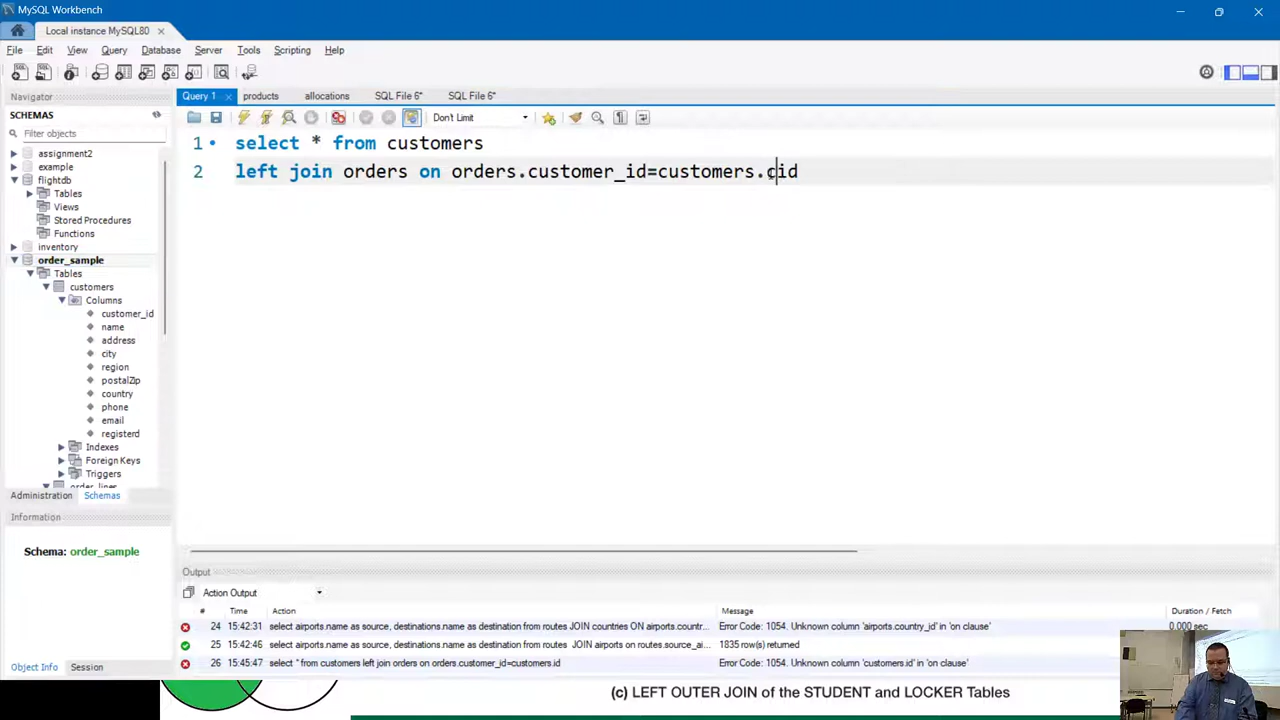 MySQL Workbench
Local instance MySQL80
File Edit View Query Database Server Tools Scripting Help
Navigator
Query 1 products allocations SQL File 6* SQL File 6*
SCHEMAS
Don't Limit
Filter objects
1 select * from customers
2 left join orders on orders.customer_id=customers.cid
assignment2
example
flightdb
Tables
Views
Stored Procedures
Functions
inventory
order_sample
Tables
customers
Columns
customer_id
name
address
city
region
postalZip
country
phone
email
registerd
Indexes
Foreign Keys
Triggers
order_lines
Administration Schemas
Information
Schema: order_sample
Object Info Session
Output
Action Output
# Time Action Message Duration / Fetch
24 15:42:31 select airports.name as source, destinations.name as destination from routes JOIN countries ON airports.countr... Error Code: 1054. Unknown column 'airports.country_id' in 'on clause' 0.000 sec
25 15:42:46 select airports.name as source, destinations.name as destination from routes JOIN airports on routes.source_ai... 1835 row(s) returned
26 15:45:47 select * from customers left join orders on orders.customer_id=customers.id Error Code: 1054. Unknown column 'customers.id' in 'on clause'
(c) LEFT OUTER JOIN of the STUDENT and LOCKER Tables